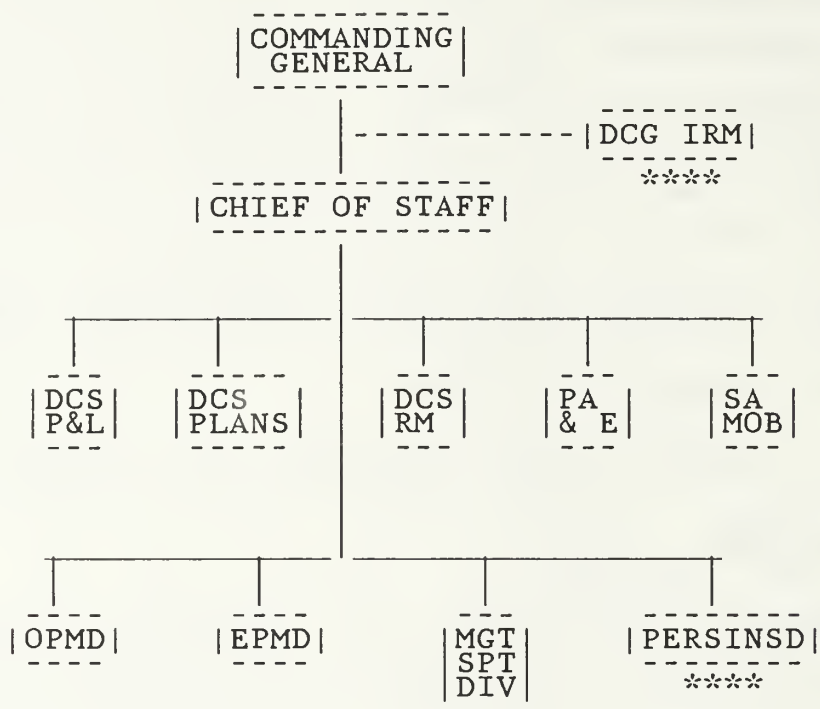 COMMANDING
GENERAL
DCG IRM
****
CHIEF OF STAFF
DCS
P&L
DCS
PLANS
DCS
RM
PA
& E
SA
MOB
OPMD
EPMD
MGT
SPT
DIV
PERSINSD
****